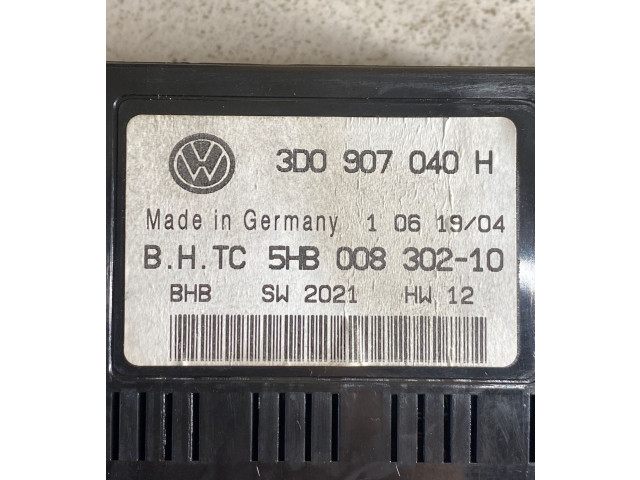 3D0 907 040 H
Made in Germany 1 06 19/04
B.H.TC 5HB 008 302-10
BHB SW 2021 HW 12